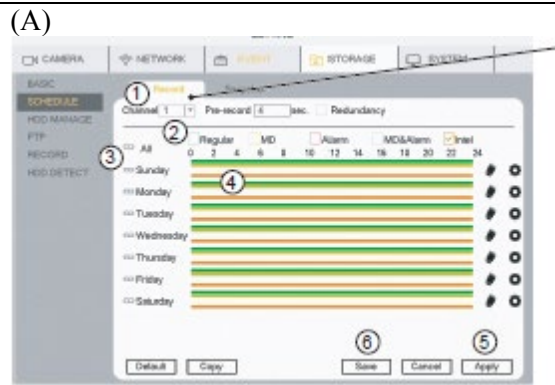 (A)
CAMERA NETWORK EVENT STORAGE SYSTEM
BASIC
① Record
SCHEDULE
Channel 1 Pre-record 4 sec. Redundancy
HDD MANAGE
FTP
② Regular MD Alarm MD&Alarm Intel
③ All 0 2 4 6 8 10 12 14 16 18 20 22 24
RECORD
HDD DETECT
Sunday
④
Monday
Tuesday
Wednesday
Thursday
Friday
Saturday
⑥ ⑤
Default Copy Save Cancel Apply